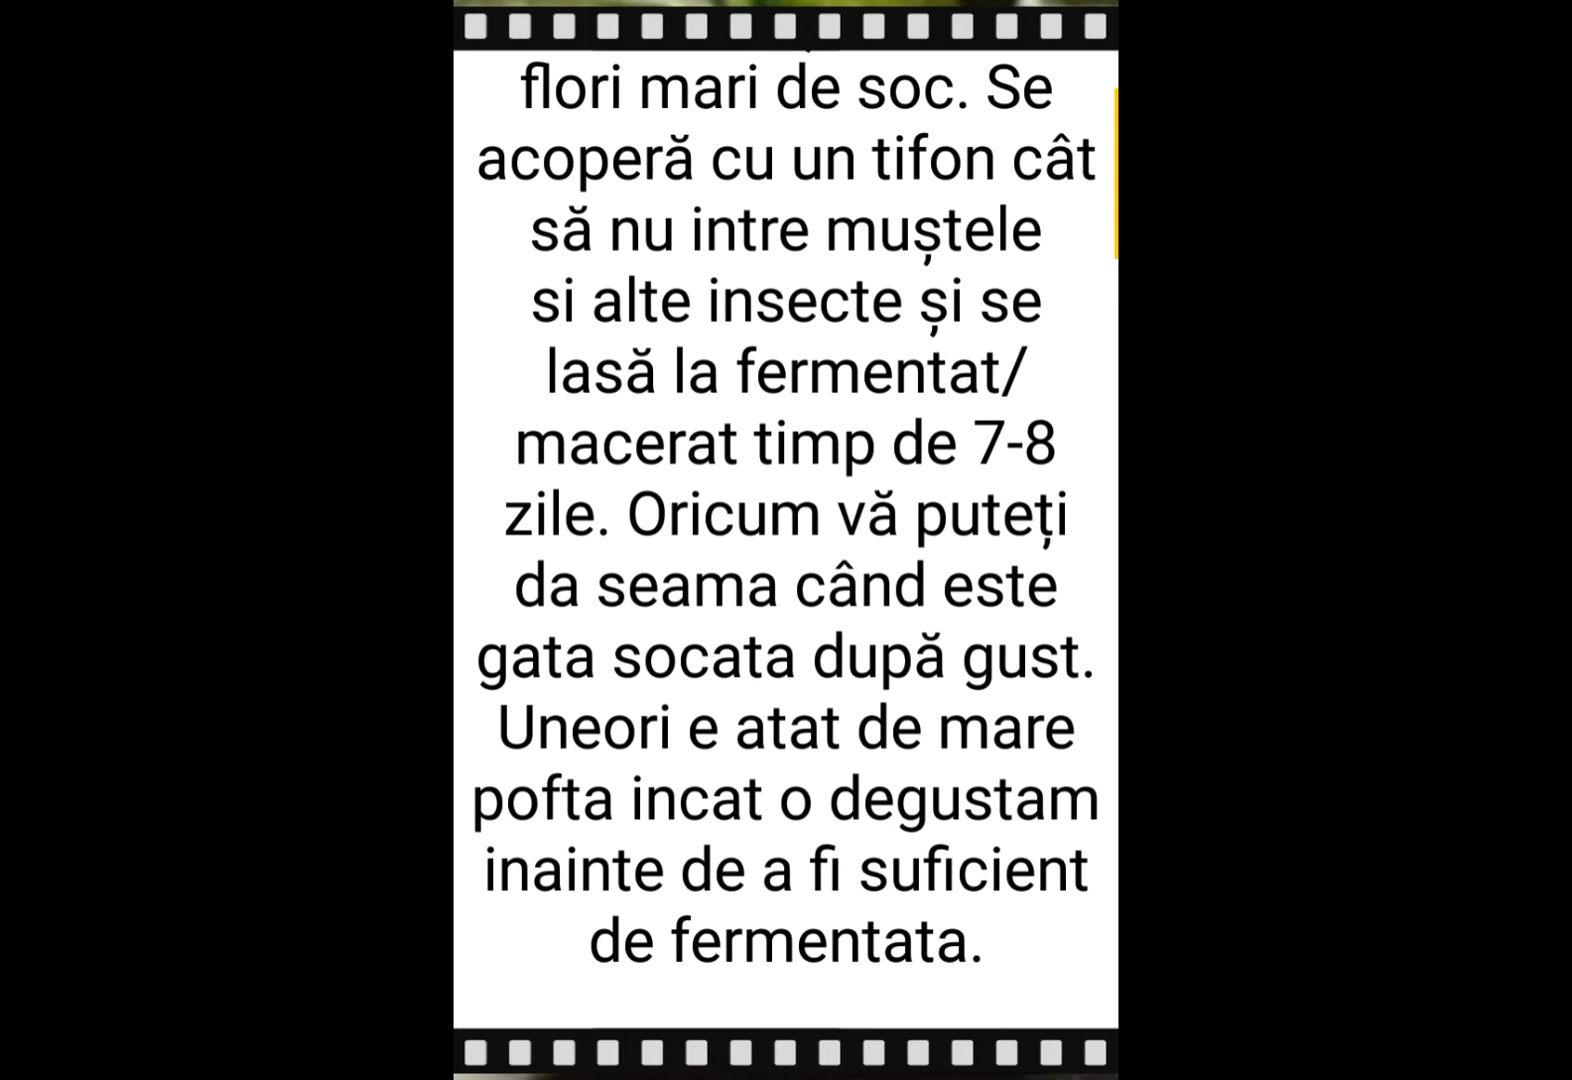 flori mari de soc. Se
acoperă cu un tifon cât
să nu intre muștele
si alte insecte și se
lasă la fermentat/
macerat timp de 7-8
zile. Oricum vă puteți
da seama când este
gata socata după gust.
Uneori e atat de mare
pofta incat o degustam
inainte de a fi suficient
de fermentata.